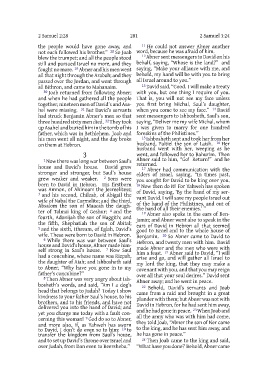 2 Samuel 2:28
281
2 Samuel 3:24
the people would have gone away, and
not each followed his brother." 28 So Joab
blew the trumpet; and all the people stood
still and pursued Israel no more, and they
fought no more. 29 Abner and his men went
all that night through the Arabah; and they
passed over the Jordan, and went through
all Bithron, and came to Mahanaim.
30 Joab returned from following Abner;
and when he had gathered all the people
together, nineteen men of David's and Asa-
hel were missing. 31 But David's servants
had struck Benjamin Abner's men so that
three hundred sixty men died. 32 They took
up Asahel and buried him in the tomb of his
father, which was in Bethlehem. Joab and
his men went all night, and the day broke
on them at Hebron.
3
Now there was long war between Saul's
house and David's house. David grew
stronger and stronger, but Saul's house
grew weaker and weaker. 2 Sons were
born to David in Hebron. His firstborn
was Amnon, of Ahinoam the Jezreelitess;
3 and his second, Chileab, of Abigail the
wife of Nabal the Carmelite; and the third,
Absalom the son of Maacah the daugh-
ter of Talmai king of Geshur; 4 and the
fourth, Adonijah the son of Haggith; and
the fifth, Shephatiah the son of Abital;
5 and the sixth, Ithream, of Eglah, David's
wife. These were born to David in Hebron.
6 While there was war between Saul's
house and David's house, Abner made him-
self strong in Saul's house. 7 Now Saul
had a concubine, whose name was Rizpah,
the daughter of Aiah; and Ishbosheth said
to Abner, "Why have you gone in to my
father's concubine?"
8 Then Abner was very angry about Ish-
bosheth's words, and said, "Am I a dog's
head that belongs to Judah? Today I show
kindness to your father Saul's house, to his
brothers, and to his friends, and have not
delivered you into the hand of David; and
yet you charge me today with a fault con-
cerning this woman! 9 God do so to Abner,
and more also, if, as Yahweh has sworn
to David, I don't do even so to him: 10 to
transfer the kingdom from Saul's house,
and to set up David's throne over Israel and
over Judah, from Dan even to Beersheba."
11 He could not answer Abner another
word, because he was afraid of him.
12 Abner sent messengers to David on his
behalf, saying, "Whose is the land?" and
saying, "Make your alliance with me, and
behold, my hand will be with you to bring
all Israel around to you."
13 David said, "Good. I will make a treaty
with you, but one thing I require of you.
That is, you will not see my face unless
you first bring Michal, Saul's daughter,
when you come to see my face." 14 David
sent messengers to Ishbosheth, Saul's son,
saying, "Deliver me my wife Michal, whom
I was given to marry for one hundred
foreskins of the Philistines."
15 Ishbosheth sent and took her from her
husband, Paltiel the son of Laish. 16 Her
husband went with her, weeping as he
went, and followed her to Bahurim. Then
Abner said to him, "Go! Return!" and he
returned.
17 Abner had communication with the
elders of Israel, saying, "In times past,
you sought for David to be king over you.
18 Now then do it! For Yahweh has spoken
of David, saying, 'By the hand of my ser-
vant David, I will save my people Israel out
of the hand of the Philistines, and out of
the hand of all their enemies.'"
19 Abner also spoke in the ears of Ben-
jamin; and Abner went also to speak in the
ears of David in Hebron all that seemed
good to Israel and to the whole house of
Benjamin. 20 So Abner came to David to
Hebron, and twenty men with him. David
made Abner and the men who were with
him a feast. 21 Abner said to David, "I will
arise and go, and will gather all Israel to
my lord the king, that they may make a
covenant with you, and that you may reign
over all that your soul desires." David sent
Abner away; and he went in peace.
22 Behold, David's servants and Joab
came from a raid and brought in a great
plunder with them; but Abner was not with
David in Hebron, for he had sent him away,
and he had gone in peace. 23 When Joab and
all the army who was with him had come,
they told Joab, "Abner the son of Ner came
to the king, and he has sent him away, and
he has gone in peace."
24 Then Joab came to the king and said,
"What have you done? Behold, Abner came